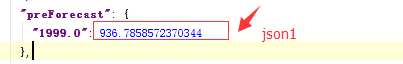 "preForecast": {
"1999.0": 936.7858572370344
json1
},